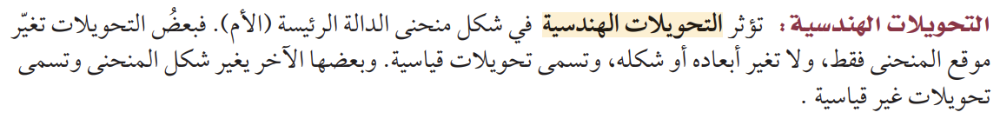 التحويلات الهندسية: تؤثر التحويلات الهندسية في شكل منحنى الدالة الرئيسة (الأم). فبعضُ التحويلات تغيّر
موقع المنحنى فقط، ولا تغير أبعاده أو شكله، وتسمى تحويلات قياسية. وبعضها الآخر يغير شكل المنحنى وتسمى
تحويلات غير قياسية .